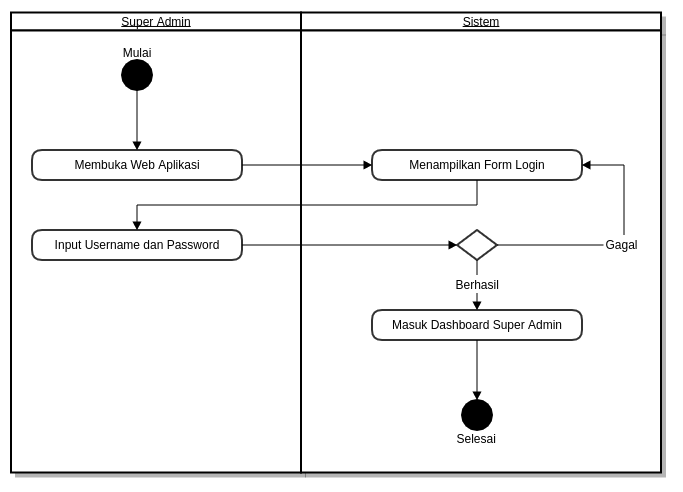 Super Admin
Sistem
Mulai
Membuka Web Aplikasi
Menampilkan Form Login
Input Username dan Password
Gagal
Berhasil
Masuk Dashboard Super Admin
Selesai